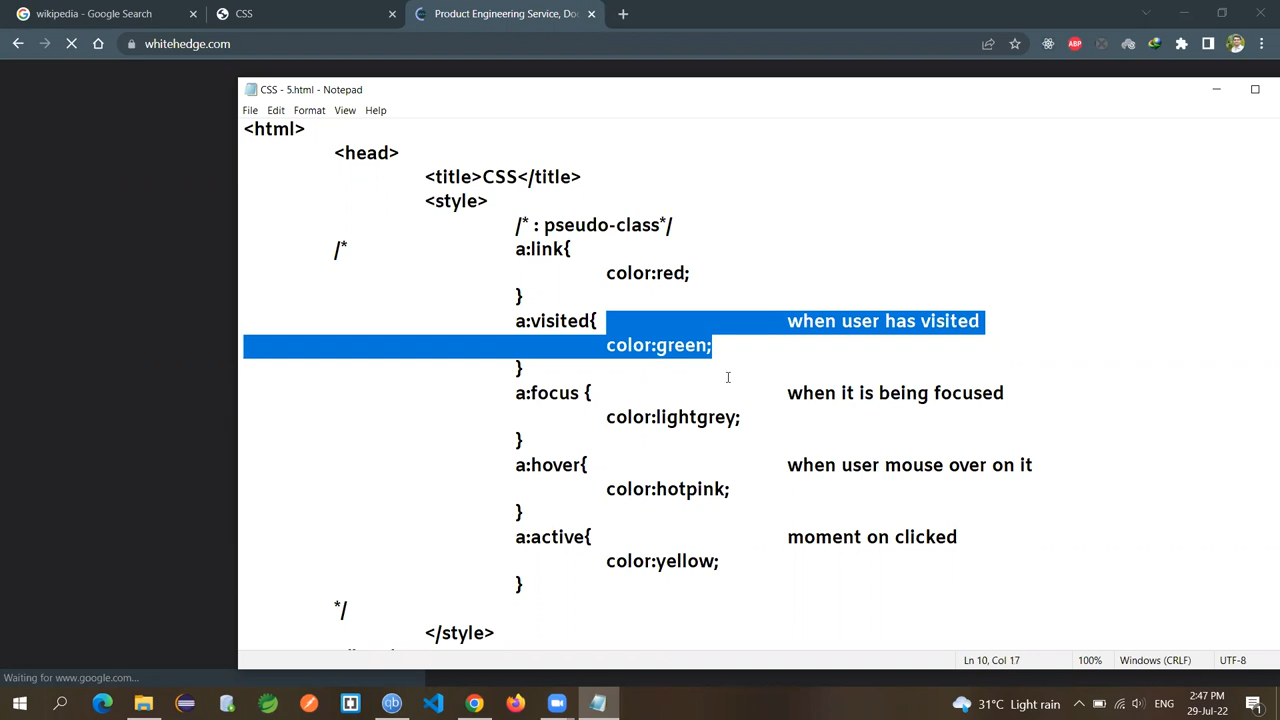 wikipedia - Google Search
CSS
Product Engineering Service, Do
whitehedge.com
ABP
CSS - 5.html - Notepad
File Edit Format View Help
<html>
<head>
<title>CSS</title>
<style>
/* : pseudo-class*/
/* a:link{
color:red;
}
a:visited{ when user has visited
color:green;
}
a:focus { when it is being focused
color:lightgrey;
}
a:hover{ when user mouse over on it
color:hotpink;
}
a:active{ moment on clicked
color:yellow;
}
*/
</style>
Ln 10, Col 17 100% Windows (CRLF) UTF-8
Waiting for www.google.com...
qb
31°C Light rain
ENG
2:47 PM
29-Jul-22
1